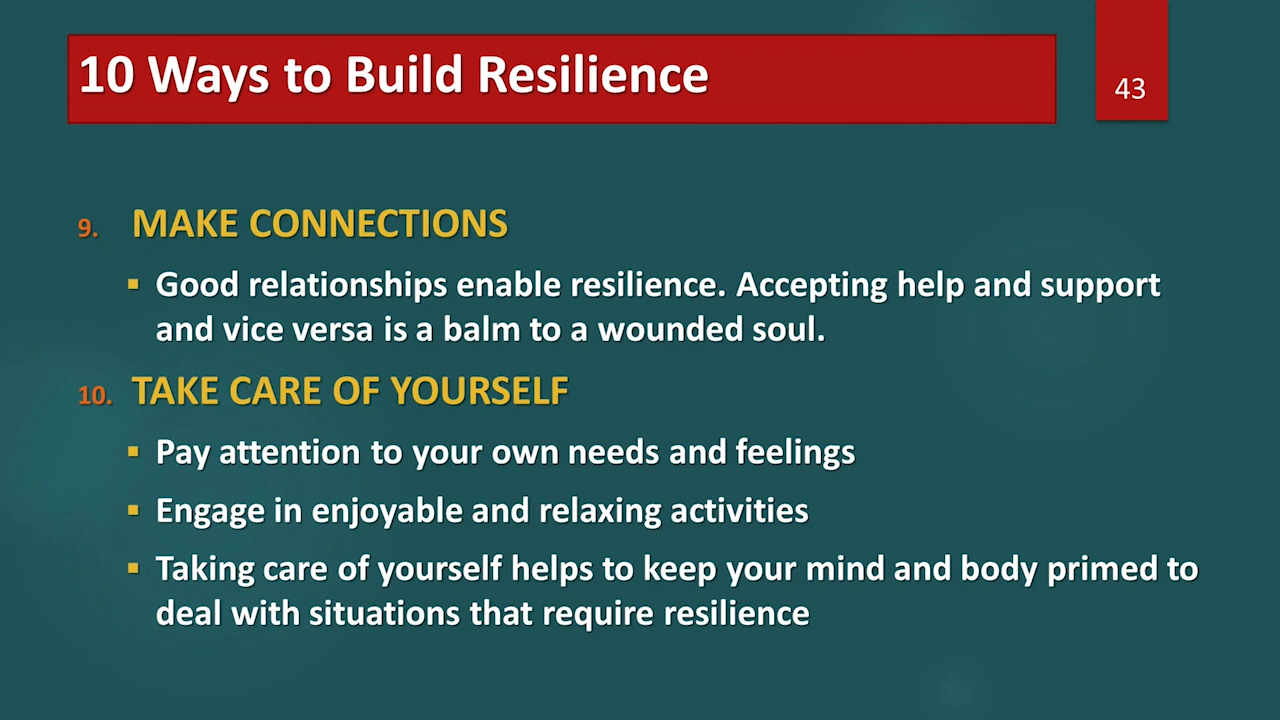 10 Ways to Build Resilience
43
9. MAKE CONNECTIONS
▪ Good relationships enable resilience. Accepting help and support
and vice versa is a balm to a wounded soul.
10. TAKE CARE OF YOURSELF
▪ Pay attention to your own needs and feelings
▪ Engage in enjoyable and relaxing activities
▪ Taking care of yourself helps to keep your mind and body primed to
deal with situations that require resilience